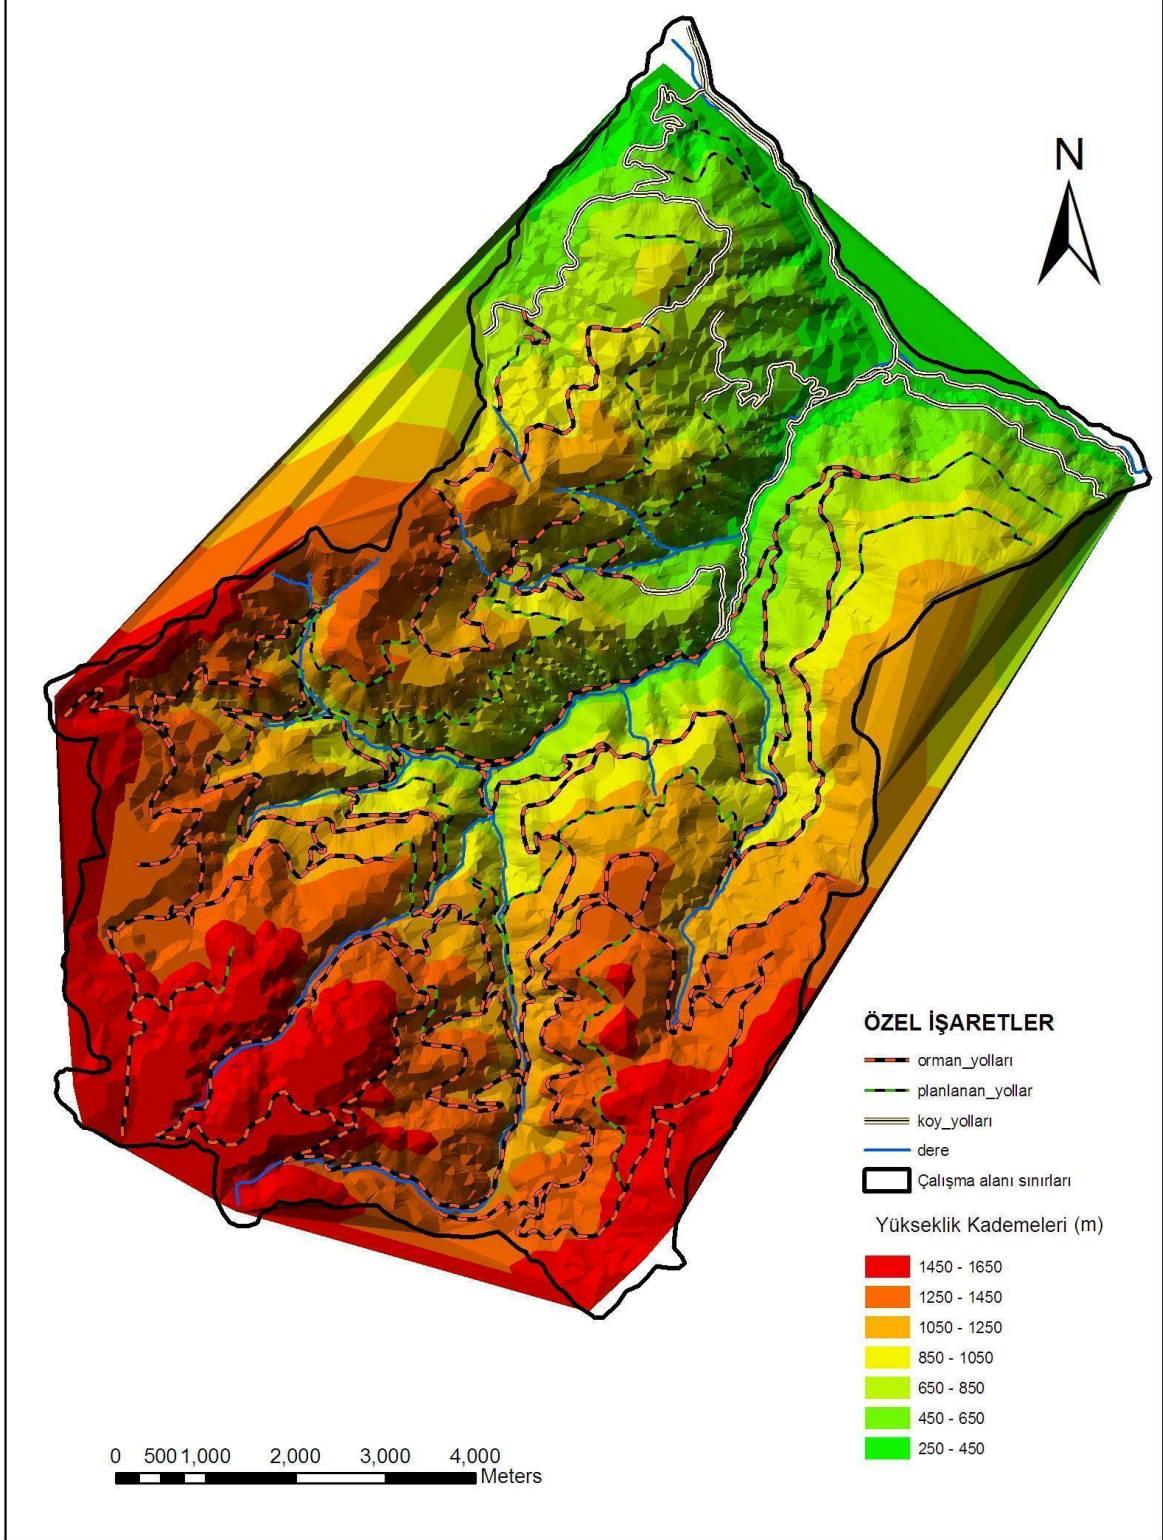 N
ÖZEL İŞARETLER
orman_yolları
planlanan_yollar
koy_yolları
dere
Çalışma alanı sınırları
Yükseklik Kademeleri (m)
1450 - 1650
1250 - 1450
1050 - 1250
850 - 1050
650 - 850
450 - 650
250 - 450
0 500 1,000 2,000 3,000 4,000
Meters